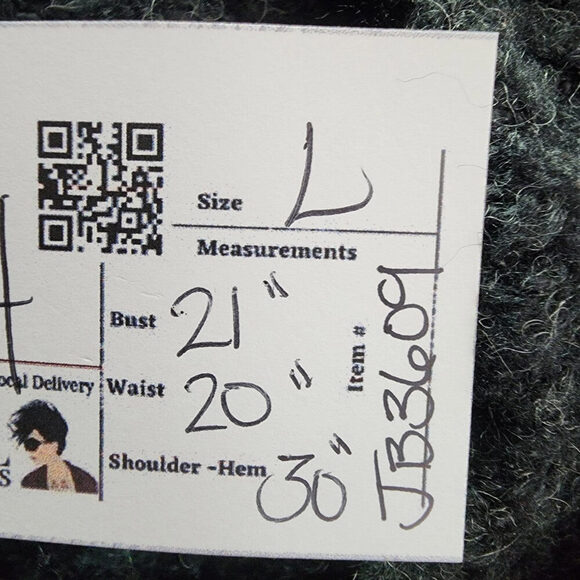 Size L
Measurements
Bust 21"
Waist 20"
Shoulder -Hem 30"
Item # JB3609
ocal Delivery
S